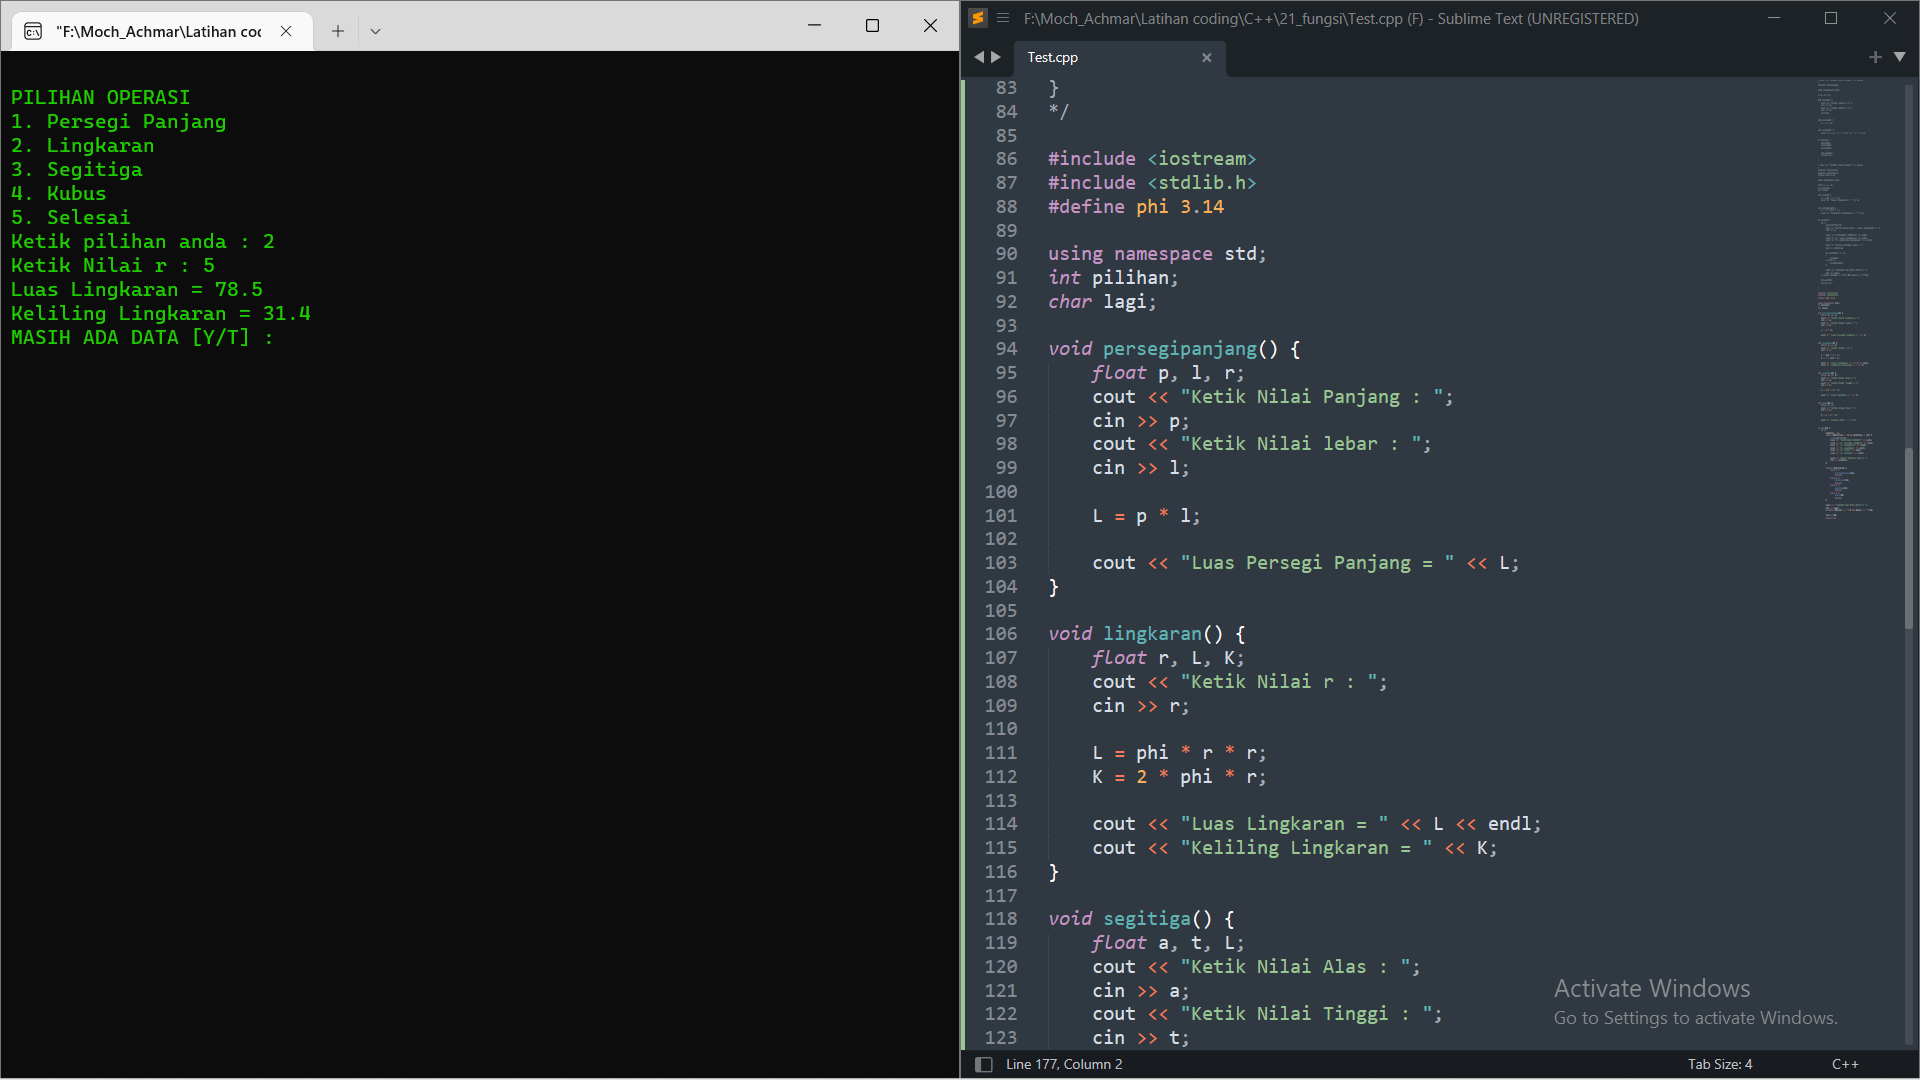 "F:\Moch_Achmar\Latihan coc
PILIHAN OPERASI
1. Persegi Panjang
2. Lingkaran
3. Segitiga
4. Kubus
5. Selesai
Ketik pilihan anda : 2
Ketik Nilai r : 5
Luas Lingkaran = 78.5
Keliling Lingkaran = 31.4
MASIH ADA DATA [Y/T] :
F:\Moch_Achmar\Latihan coding\C++\21_fungsi\Test.cpp (F) - Sublime Text (UNREGISTERED)
Test.cpp
83 }
84 */
85
86 #include <iostream>
87 #include <stdlib.h>
88 #define phi 3.14
89
90 using namespace std;
91 int pilihan;
92 char lagi;
93
94 void persegipanjang() {
95 float p, l, r;
96 cout << "Ketik Nilai Panjang : ";
97 cin >> p;
98 cout << "Ketik Nilai lebar : ";
99 cin >> l;
100
101 L = p * l;
102
103 cout << "Luas Persegi Panjang = " << L;
104 }
105
106 void lingkaran() {
107 float r, L, K;
108 cout << "Ketik Nilai r : ";
109 cin >> r;
110
111 L = phi * r * r;
112 K = 2 * phi * r;
113
114 cout << "Luas Lingkaran = " << L << endl;
115 cout << "Keliling Lingkaran = " << K;
116 }
117
118 void segitiga() {
119 float a, t, L;
120 cout << "Ketik Nilai Alas : ";
121 cin >> a;
122 cout << "Ketik Nilai Tinggi : ";
123 cin >> t;
Activate Windows
Go to Settings to activate Windows.
Line 177, Column 2
Tab Size: 4
C++